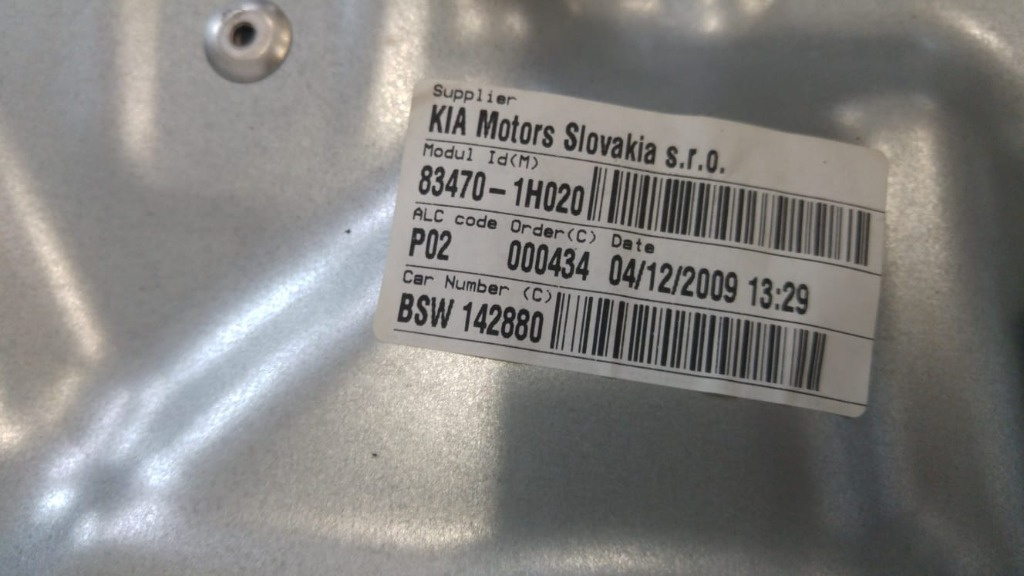 Supplier
KIA Motors Slovakia s.r.o.
Modul Id(M)
83470-1H020
ALC code Order(C) Date
P02 000434 04/12/2009 13:29
Car Number (C)
BSW 142880